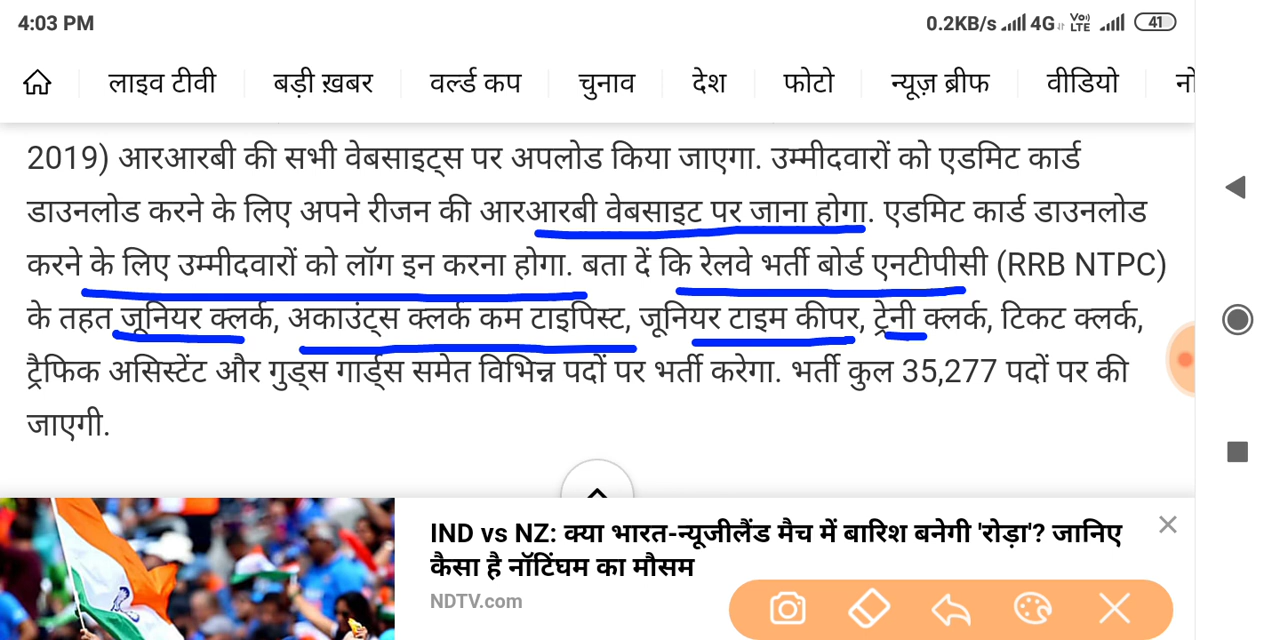 4:03 PM
0.2KB/s 4G Vo) LTE 41
लाइव टीवी बड़ी ख़बर वर्ल्ड कप चुनाव देश फोटो न्यूज़ ब्रीफ वीडियो नो
2019) आरआरबी की सभी वेबसाइट्स पर अपलोड किया जाएगा. उम्मीदवारों को एडमिट कार्ड
डाउनलोड करने के लिए अपने रीजन की आरआरबी वेबसाइट पर जाना होगा. एडमिट कार्ड डाउनलोड
करने के लिए उम्मीदवारों को लॉग इन करना होगा. बता दें कि रेलवे भर्ती बोर्ड एनटीपीसी (RRB NTPC)
के तहत जूनियर क्लर्क, अकाउंट्स क्लर्क कम टाइपिस्ट, जूनियर टाइम कीपर, ट्रेनी क्लर्क, टिकट क्लर्क,
ट्रैफिक असिस्टेंट और गुड्स गार्ड्स समेत विभिन्न पदों पर भर्ती करेगा. भर्ती कुल 35,277 पदों पर की
जाएगी.
IND vs NZ: क्या भारत-न्यूजीलैंड मैच में बारिश बनेगी 'रोड़ा'? जानिए
कैसा है नॉटिंघम का मौसम
NDTV.com